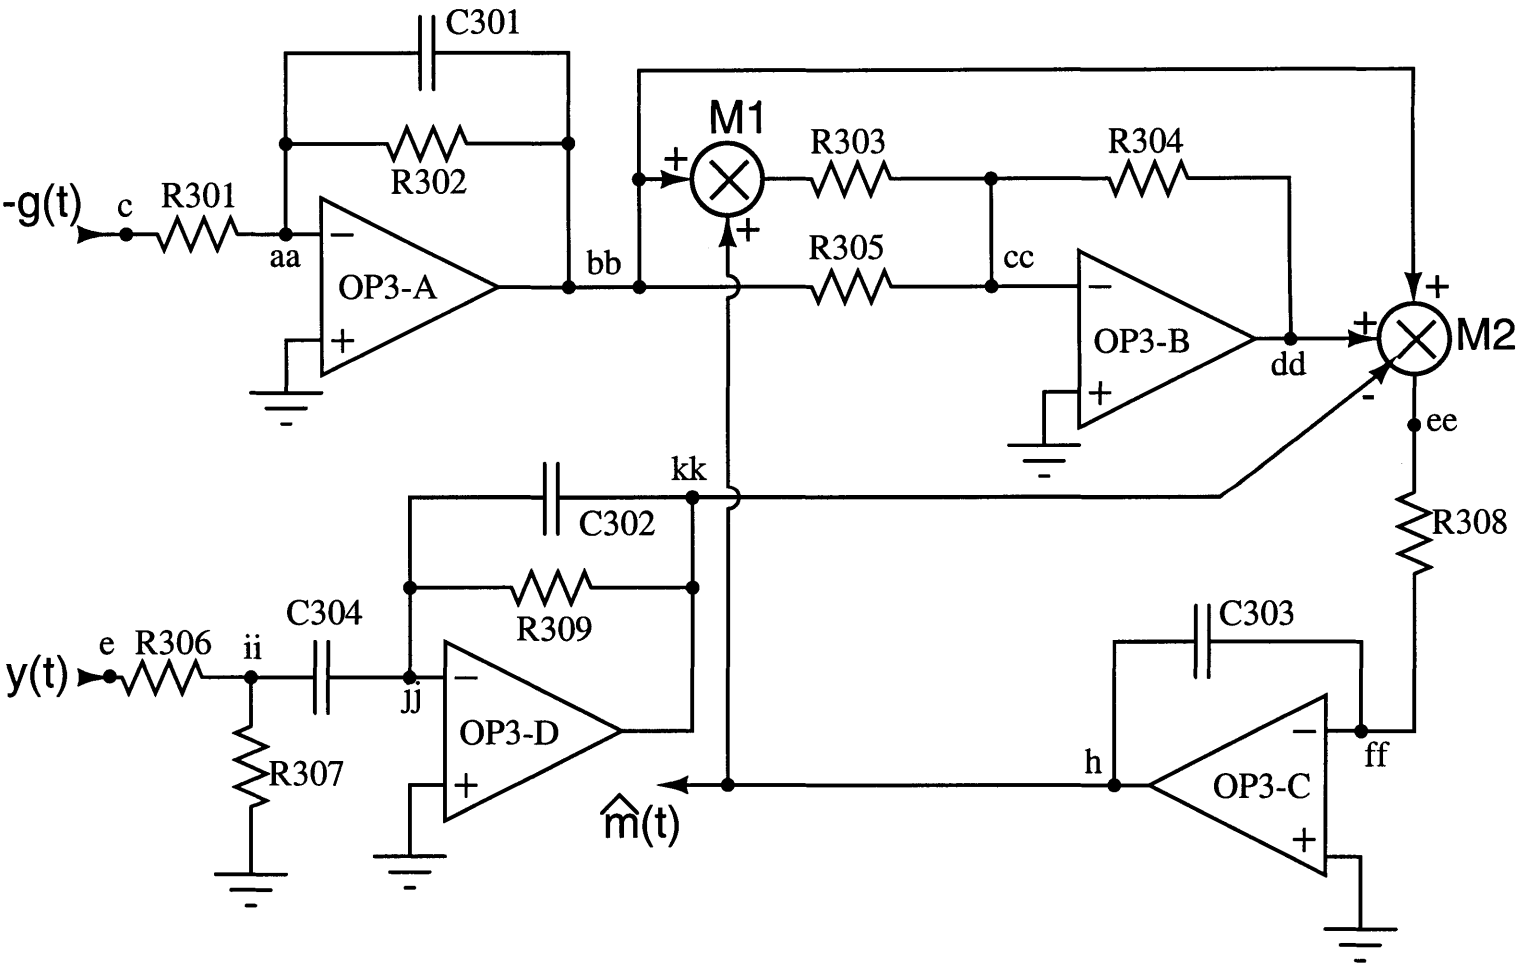 C301
M1
R303
R304
R302
-g(t)
c
R301
+
+
aa
−
OP3-A
+
bb
R305
cc
−
OP3-B
+
dd
+
+
M2
-
ee
kk
C302
R308
C304
R309
C303
y(t)
e
R306
ii
jj
−
OP3-D
+
R307
h
m̂(t)
−
ff
OP3-C
+